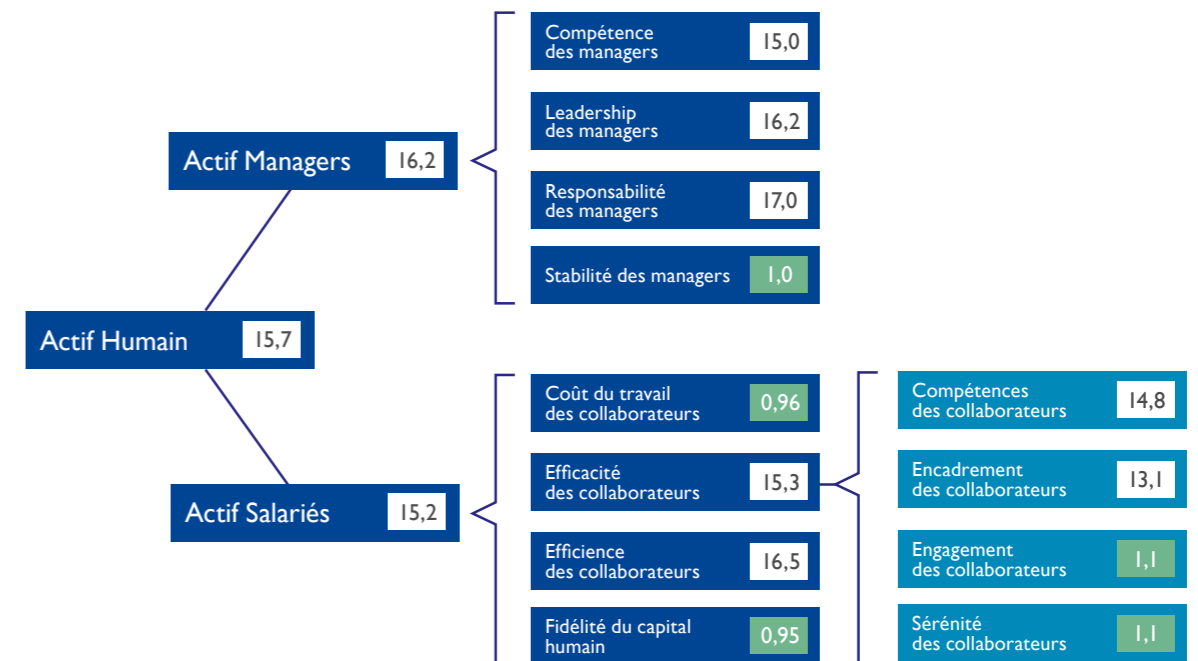 Compétence
des managers
15,0
Leadership
des managers
16,2
Actif Managers
16,2
Responsabilité
des managers
17,0
Stabilité des managers
1,0
Actif Humain
15,7
Coût du travail
des collaborateurs
0,96
Compétences
des collaborateurs
14,8
Efficacité
des collaborateurs
15,3
Encadrement
des collaborateurs
13,1
Actif Salariés
15,2
Efficience
des collaborateurs
16,5
Engagement
des collaborateurs
1,1
Fidélité du capital
humain
0,95
Sérénité
des collaborateurs
1,1